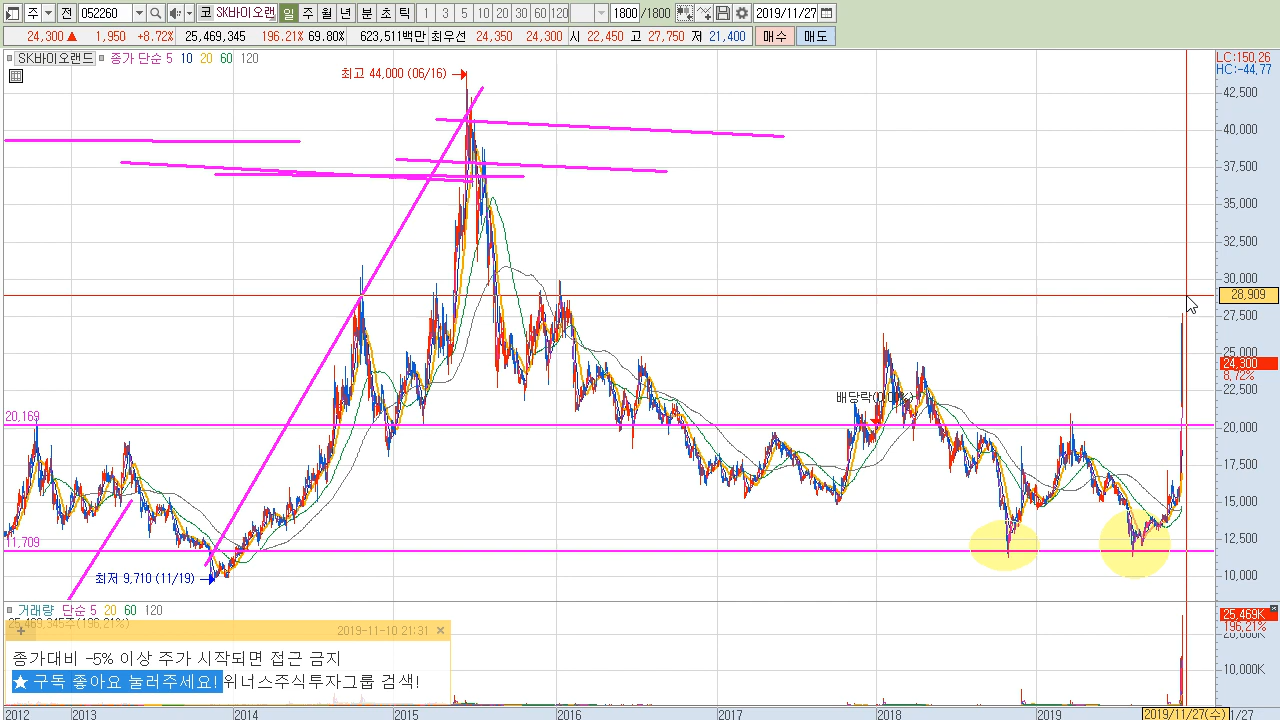 주 전 052260 코 SK바이오랜 일 주 월 년 분 초 틱 1 3 5 10 20 30 60 120 1800 /1800 2019/11/27
24,300 ▲ 1,950 +8.72% 25,469,345 196.21% 69.80% 623,511백만 최우선 24,350 24,300 시 22,450 고 27,750 저 21,400 매수 매도
SK바이오랜드 종가 단순 5 10 20 60 120
LC:150.26
HC:-44.77
최고 44,000 (06/16)
42,500
40,000
37,500
35,000
32,500
30,000
28,909
27,500
25,000
24,300
8.72%
22,500
배당락
20,169
20,000
17,500
15,000
11,709
12,500
최저 9,710 (11/19)
10,000
거래량 단순 5 20 60 120
25,469K
196.21%
25,469,345주(196.21%)
2019-11-10 21:31
종가대비 -5% 이상 주가 시작되면 접근 금지
★ 구독 좋아요 눌러주세요! 위너스주식투자그룹 검색!
10,000K
2012 2013 2014 2015 2016 2017 2018 2019 2019/11/27(수) 1/27